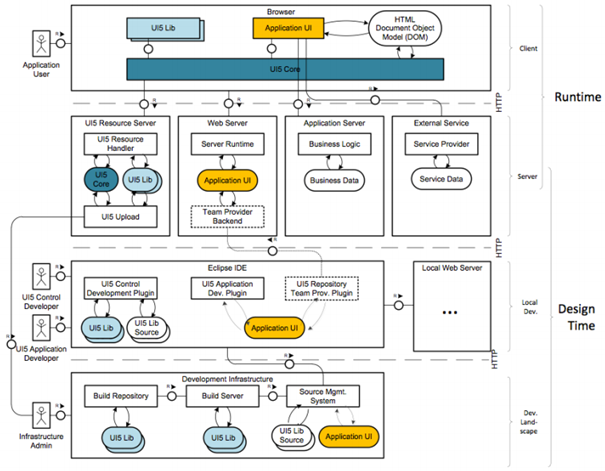 Browser
UI5 Lib
Application UI
HTML
Document Object
Model (DOM)
UI5 Core
R
Application
User
Client
Runtime
R
R
R
R
HTTP
UI5 Resource Server
Web Server
Application Server
External Service
UI5 Resource
Handler
Server Runtime
Business Logic
Service Provider
UI5
Core
UI5 Lib
Application UI
Business Data
Service Data
UI5 Upload
Team Provider
Backend
Server
R
HTTP
Eclipse IDE
Local Web Server
R
UI5 Control
Developer
UI5 Control
Development Plugin
UI5 Application
Dev. Plugin
UI5 Repository
Team Prov. Plugin
R
...
Local
Dev.
Design
Time
R
UI5 Application
Developer
UI5 Lib
UI5 Lib
Source
Application UI
R
HTTP
Development Infrastructure
R
Infrastructure
Admin
Build Repository
R
Build Server
R
Source Mgmt.
System
UI5 Lib
UI5 Lib
UI5 Lib
Source
Application UI
Dev.
Land-
scape